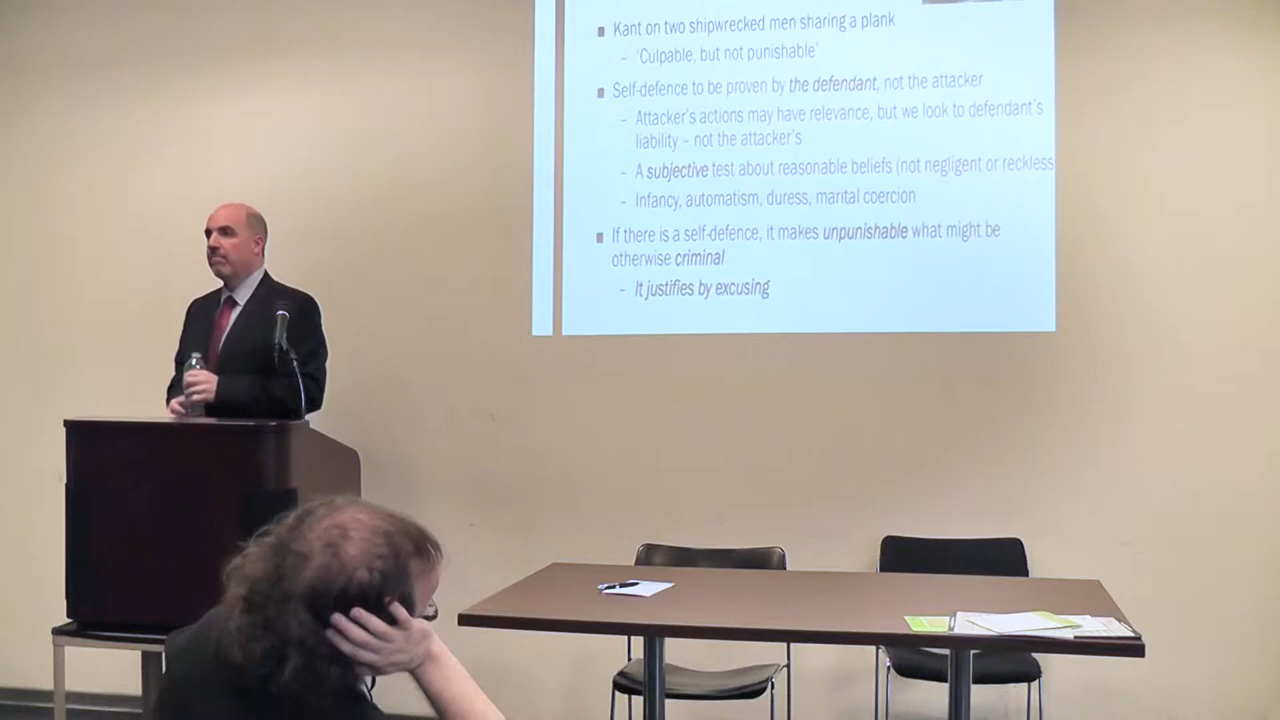 Kant on two shipwrecked men sharing a plank
– 'Culpable, but not punishable'
Self-defence to be proven by the defendant, not the attacker
– Attacker's actions may have relevance, but we look to defendant's
liability – not the attacker's
– A subjective test about reasonable beliefs (not negligent or reckless
– Infancy, automatism, duress, marital coercion
If there is a self-defence, it makes unpunishable what might be
otherwise criminal
– It justifies by excusing